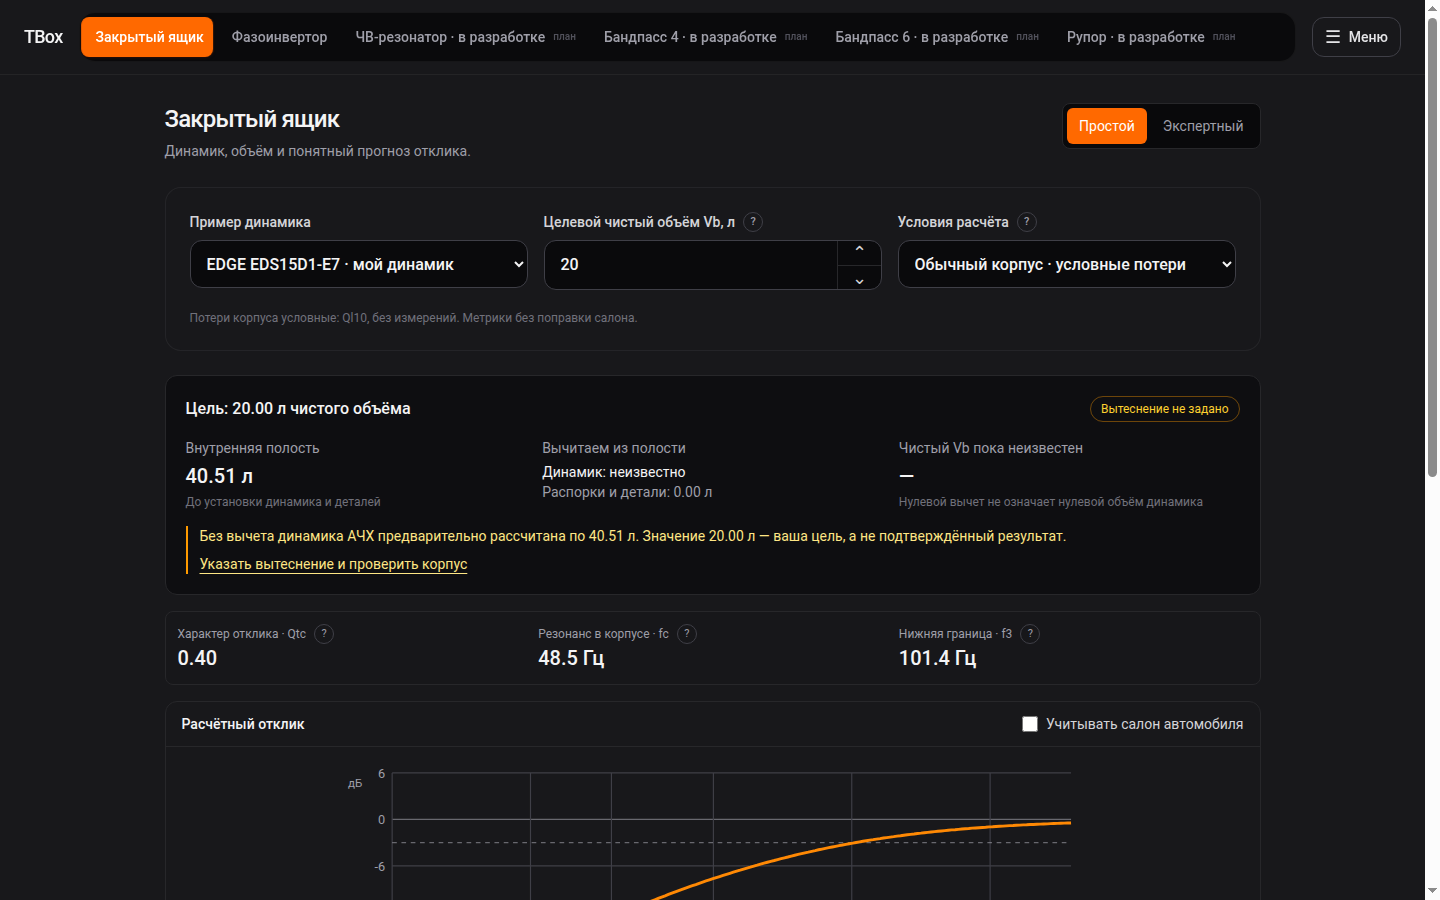 TBox
Закрытый ящик
Фазоинвертор
ЧВ-резонатор · в разработке план
Бандпасс 4 · в разработке план
Бандпасс 6 · в разработке план
Рупор · в разработке план
☰ Меню
Закрытый ящик
Динамик, объём и понятный прогноз отклика.
Простой
Экспертный
Пример динамика
Целевой чистый объём Vb, л ?
Условия расчёта ?
EDGE EDS15D1-E7 · мой динамик
20
Обычный корпус · условные потери
Потери корпуса условные: Ql10, без измерений. Метрики без поправки салона.
Цель: 20.00 л чистого объёма
Вытеснение не задано
Внутренняя полость
40.51 л
До установки динамика и деталей
Вычитаем из полости
Динамик: неизвестно
Распорки и детали: 0.00 л
Чистый Vb пока неизвестен
—
Нулевой вычет не означает нулевой объём динамика
Без вычета динамика АЧХ предварительно рассчитана по 40.51 л. Значение 20.00 л — ваша цель, а не подтверждённый результат.
Указать вытеснение и проверить корпус
Характер отклика · Qtc ?
0.40
Резонанс в корпусе · fc ?
48.5 Гц
Нижняя граница · f3 ?
101.4 Гц
Расчётный отклик
Учитывать салон автомобиля
дБ
6
0
-6